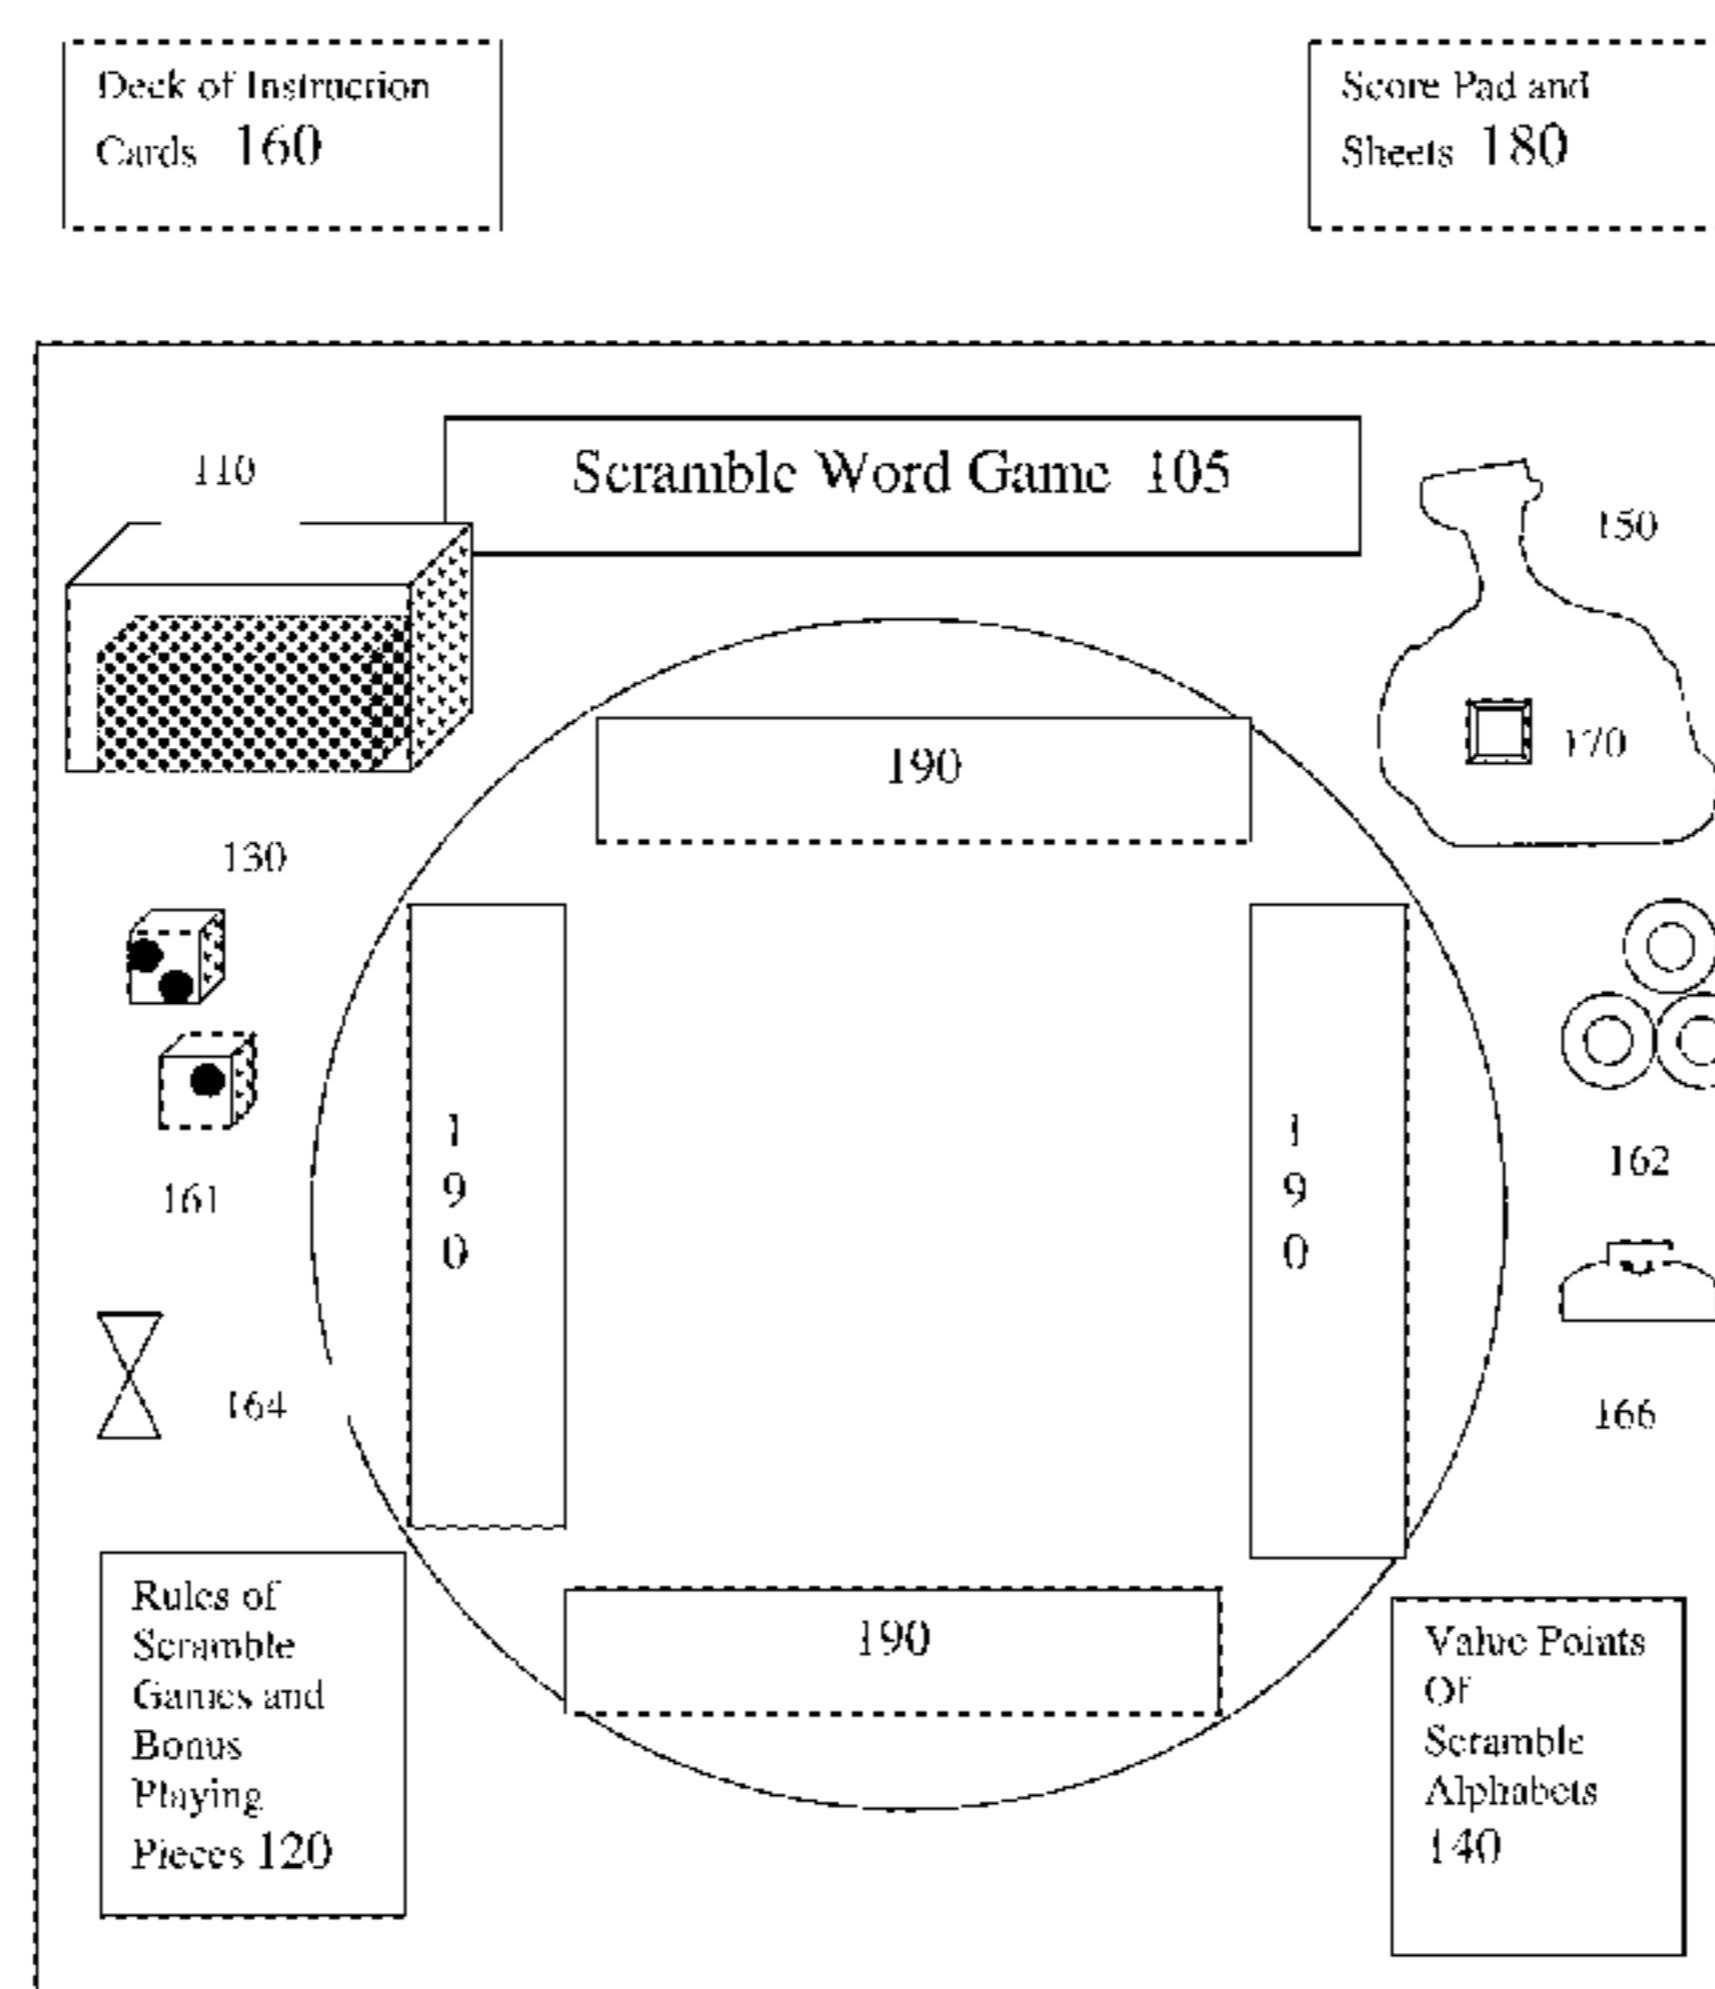 Deck of Instruction
Cards 160
Score Pad and
Sheets 180
Scramble Word Game 105
110
150
170
190
130
1
9
0
1
9
0
161
162
164
166
190
Rules of
Scramble
Games and
Bonus
Playing
Pieces 120
Value Points
Of
Scramble
Alphabets
140